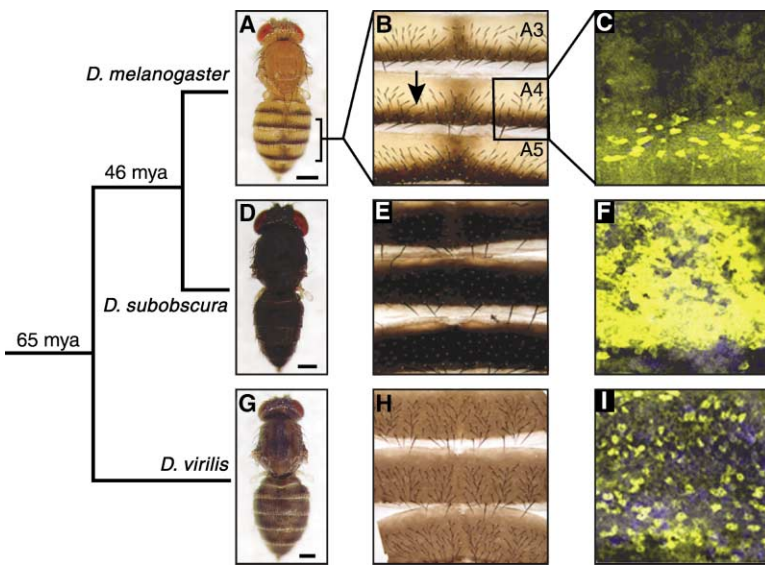 A
B
A3
C
D. melanogaster
A4
A5
46 mya
D
E
F
D. subobscura
65 mya
G
H
I
D. virilis